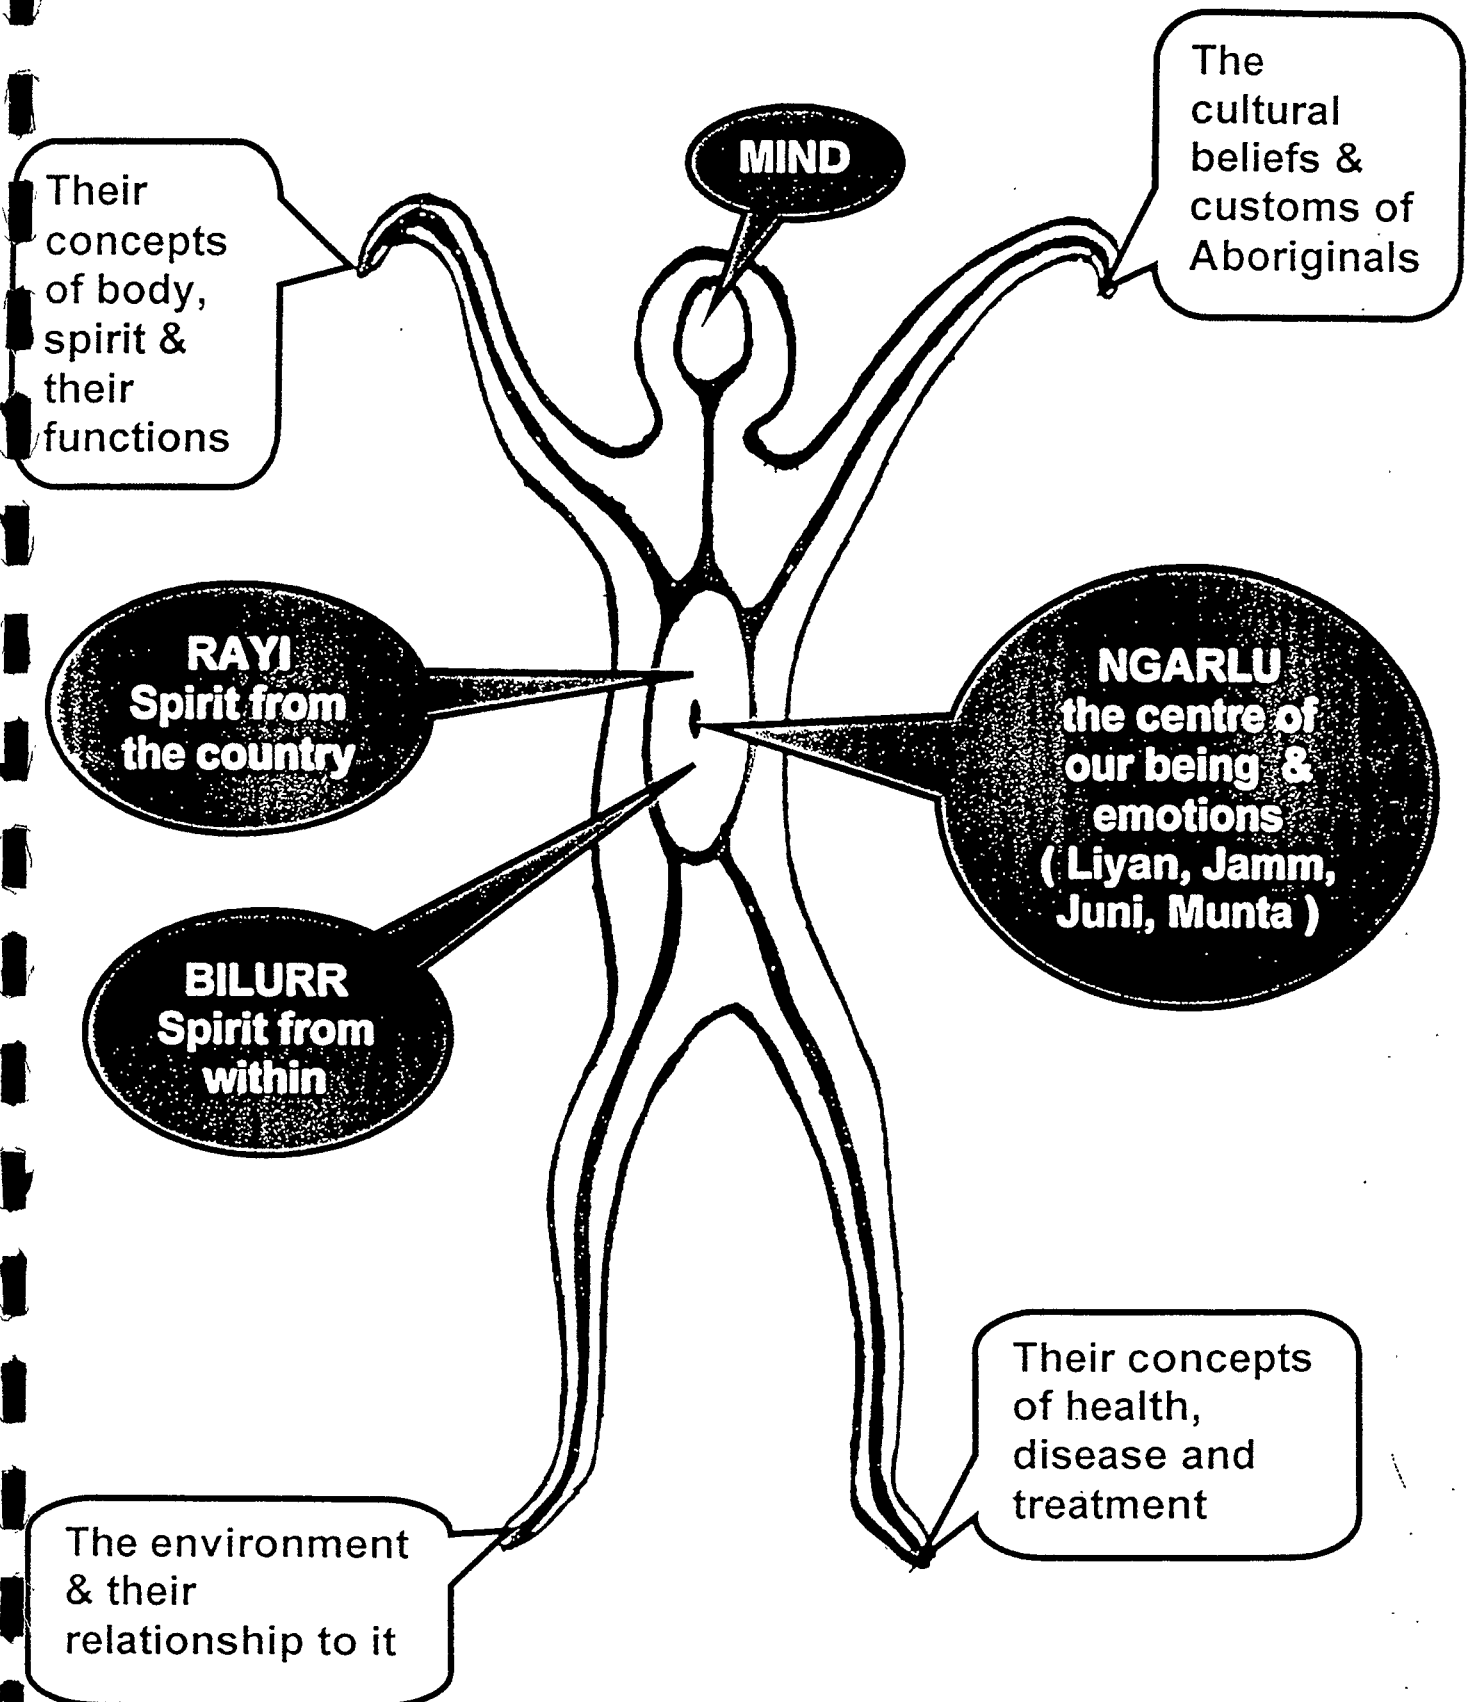 The
cultural
beliefs &
customs of
Aboriginals
MIND
Their
concepts
of body,
spirit &
their
functions
RAYI
Spirit from
the country
NGARLU
the centre of
our being &
emotions
( Liyan, Jamm,
Juni, Munta )
BILURR
Spirit from
within
Their concepts
of health,
disease and
treatment
The environment
& their
relationship to it